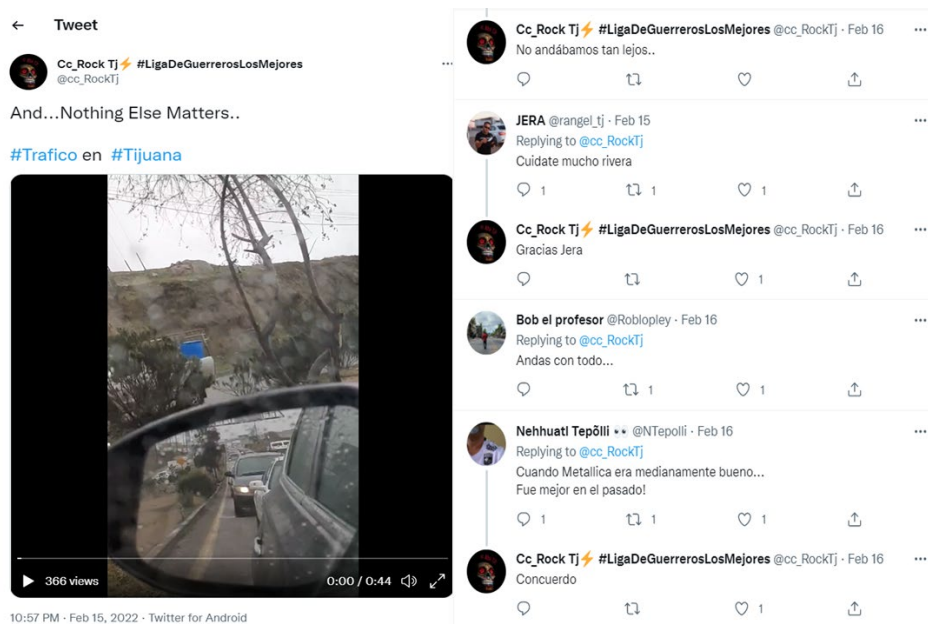 Tweet
Cc_Rock Tj⚡ #LigaDeGuerrerosLosMejores
@cc_RockTj
And...Nothing Else Matters..
#Trafico en #Tijuana
366 views
0:00 / 0:44
10:57 PM · Feb 15, 2022 · Twitter for Android
Cc_Rock Tj⚡ #LigaDeGuerrerosLosMejores @cc_RockTj · Feb 16
No andábamos tan lejos..
JERA @rangel_tj · Feb 15
Replying to @cc_RockTj
Cuidate mucho rivera
1 1 1
Cc_Rock Tj⚡ #LigaDeGuerrerosLosMejores @cc_RockTj · Feb 16
Gracias Jera
1
Bob el profesor @Roblopley · Feb 16
Replying to @cc_RockTj
Andas con todo...
1 1
Nehhuatl Tepõlli 👀 @NTepolli · Feb 16
Replying to @cc_RockTj
Cuando Metallica era medianamente bueno...
Fue mejor en el pasado!
1 1 1
Cc_Rock Tj⚡ #LigaDeGuerrerosLosMejores @cc_RockTj · Feb 16
Concuerdo
1